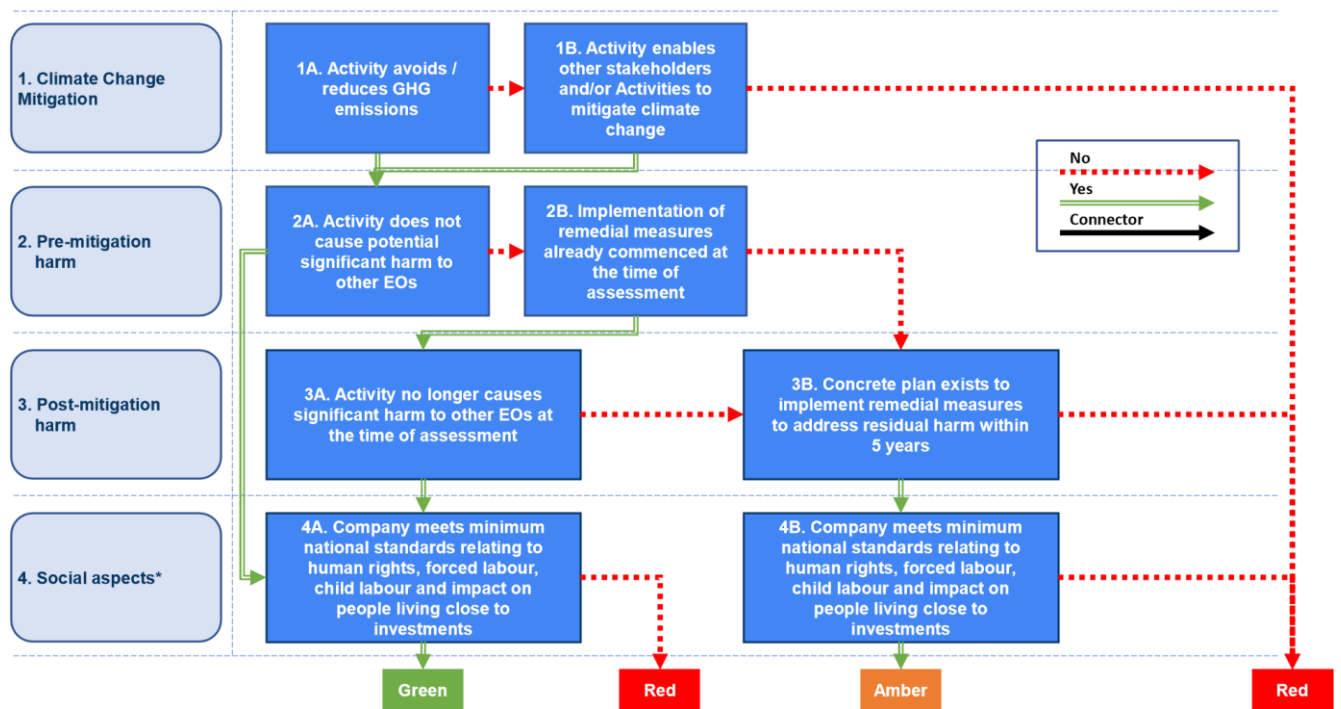 1. Climate Change
Mitigation
1A. Activity avoids /
reduces GHG
emissions
1B. Activity enables
other stakeholders
and/or Activities to
mitigate climate
change
No
Yes
Connector
2. Pre-mitigation
harm
2A. Activity does not
cause potential
significant harm to
other EOs
2B. Implementation of
remedial measures
already commenced at
the time of
assessment
3. Post-mitigation
harm
3A. Activity no longer causes
significant harm to other EOs at
the time of assessment
3B. Concrete plan exists to
implement remedial measures
to address residual harm within
5 years
4. Social aspects*
4A. Company meets minimum
national standards relating to
human rights, forced labour,
child labour and impact on
people living close to
investments
4B. Company meets minimum
national standards relating to
human rights, forced labour,
child labour and impact on
people living close to
investments
Green
Red
Amber
Red